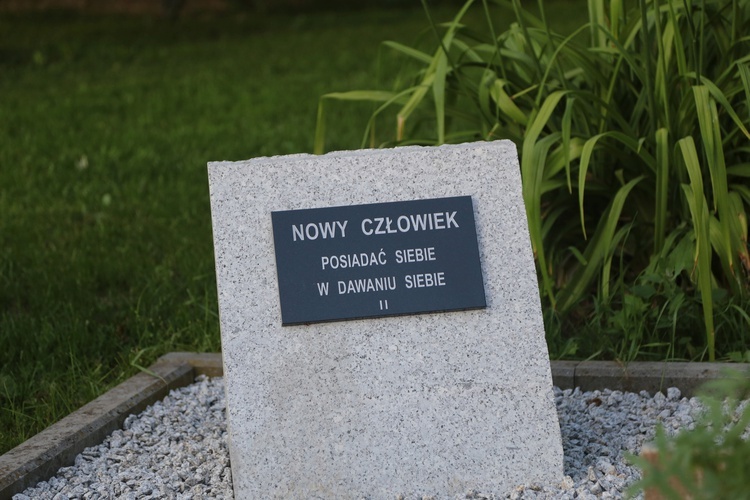 NOWY CZŁOWIEK
POSIADAĆ SIEBIE
W DAWANIU SIEBIE
II